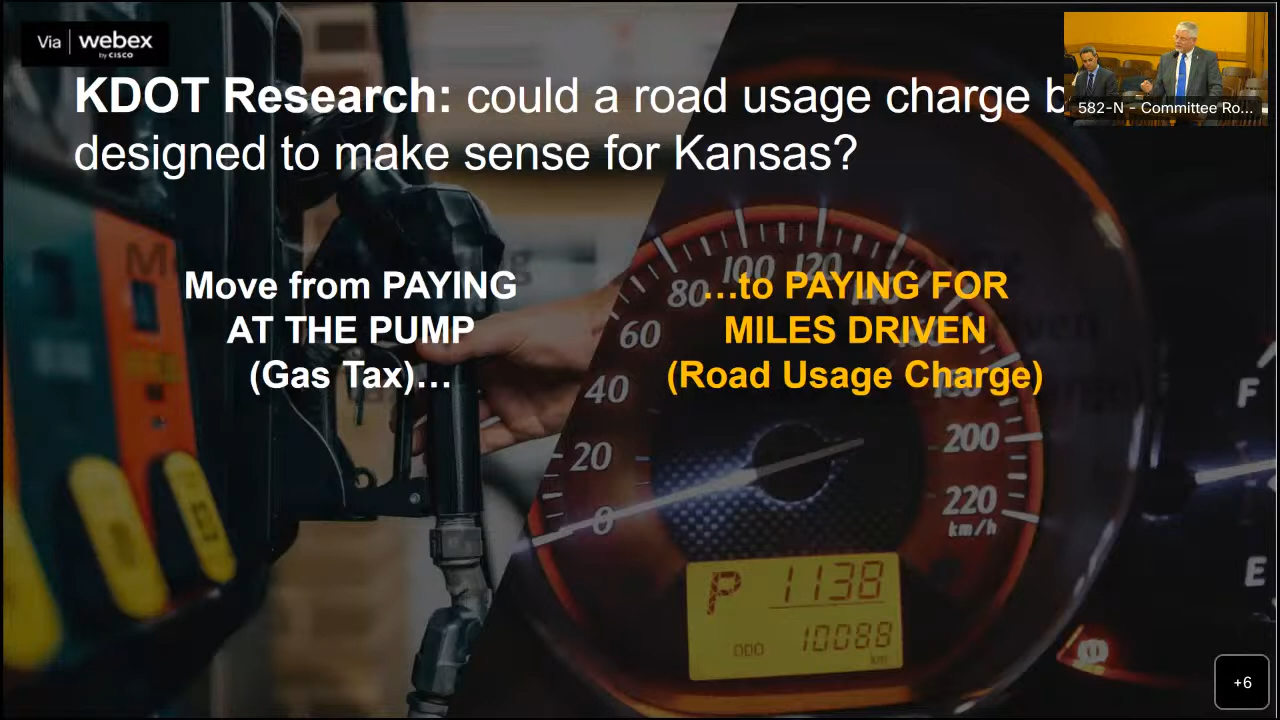 Via webex
by CISCO
KDOT Research: could a road usage charge b
582-N - Committee Ro...
designed to make sense for Kansas?
Move from PAYING
AT THE PUMP
(Gas Tax)…
…to PAYING FOR
MILES DRIVEN
(Road Usage Charge)
0
20
40
60
80
100
120
200
220
km/h
P 1138
ODO 10088
km
F
E
+6